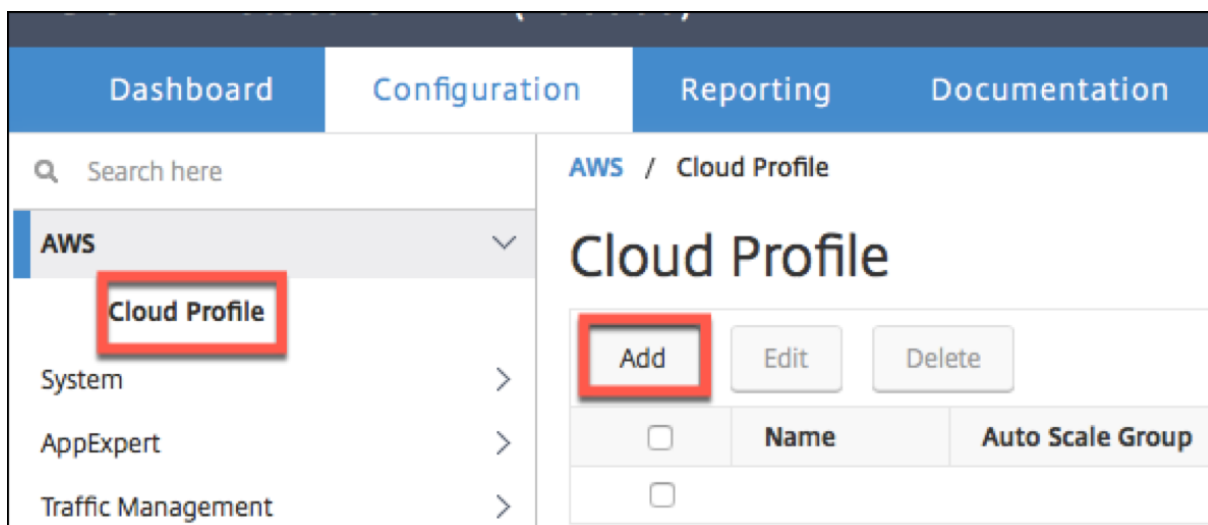 Dashboard Configuration Reporting Documentation
Search here
AWS / Cloud Profile
AWS
Cloud Profile
Cloud Profile
Add Edit Delete
System
AppExpert
Name Auto Scale Group
Traffic Management